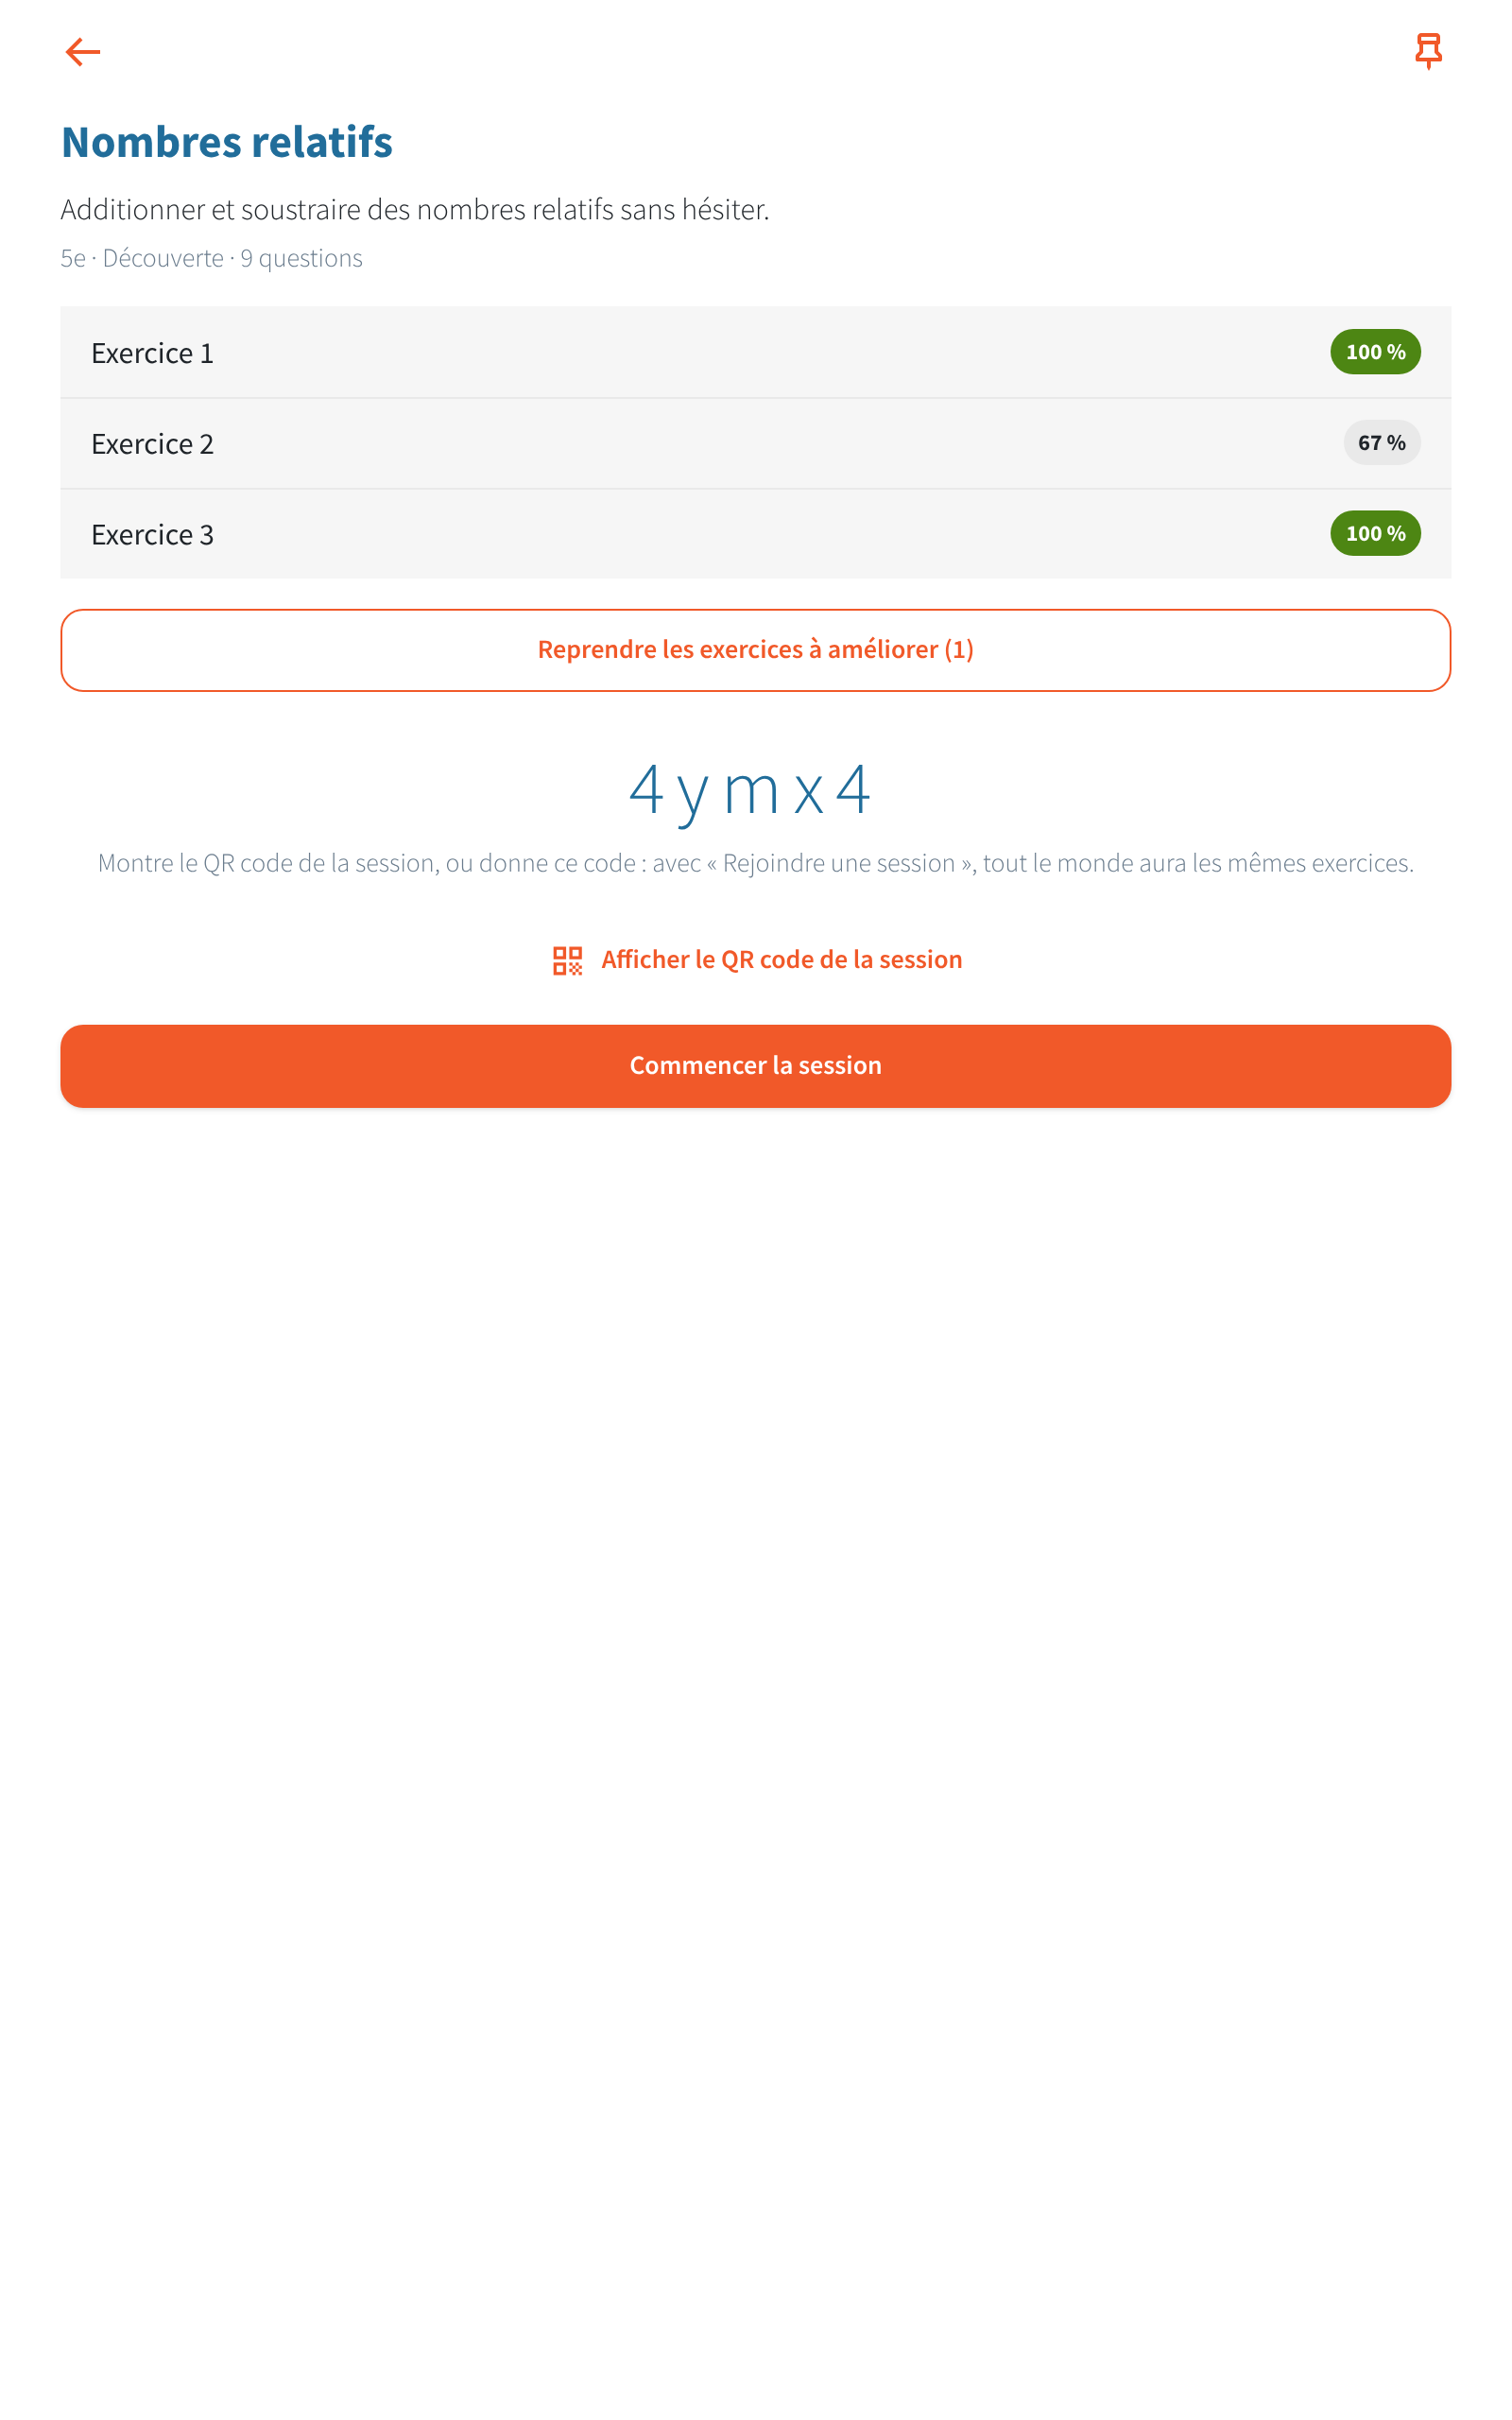 Nombres relatifs
Additionner et soustraire des nombres relatifs sans hésiter.
5e · Découverte · 9 questions
Exercice 1
100 %
Exercice 2
67 %
Exercice 3
100 %
Reprendre les exercices à améliorer (1)
4ymx4
Montre le QR code de la session, ou donne ce code : avec « Rejoindre une session », tout le monde aura les mêmes exercices.
Afficher le QR code de la session
Commencer la session